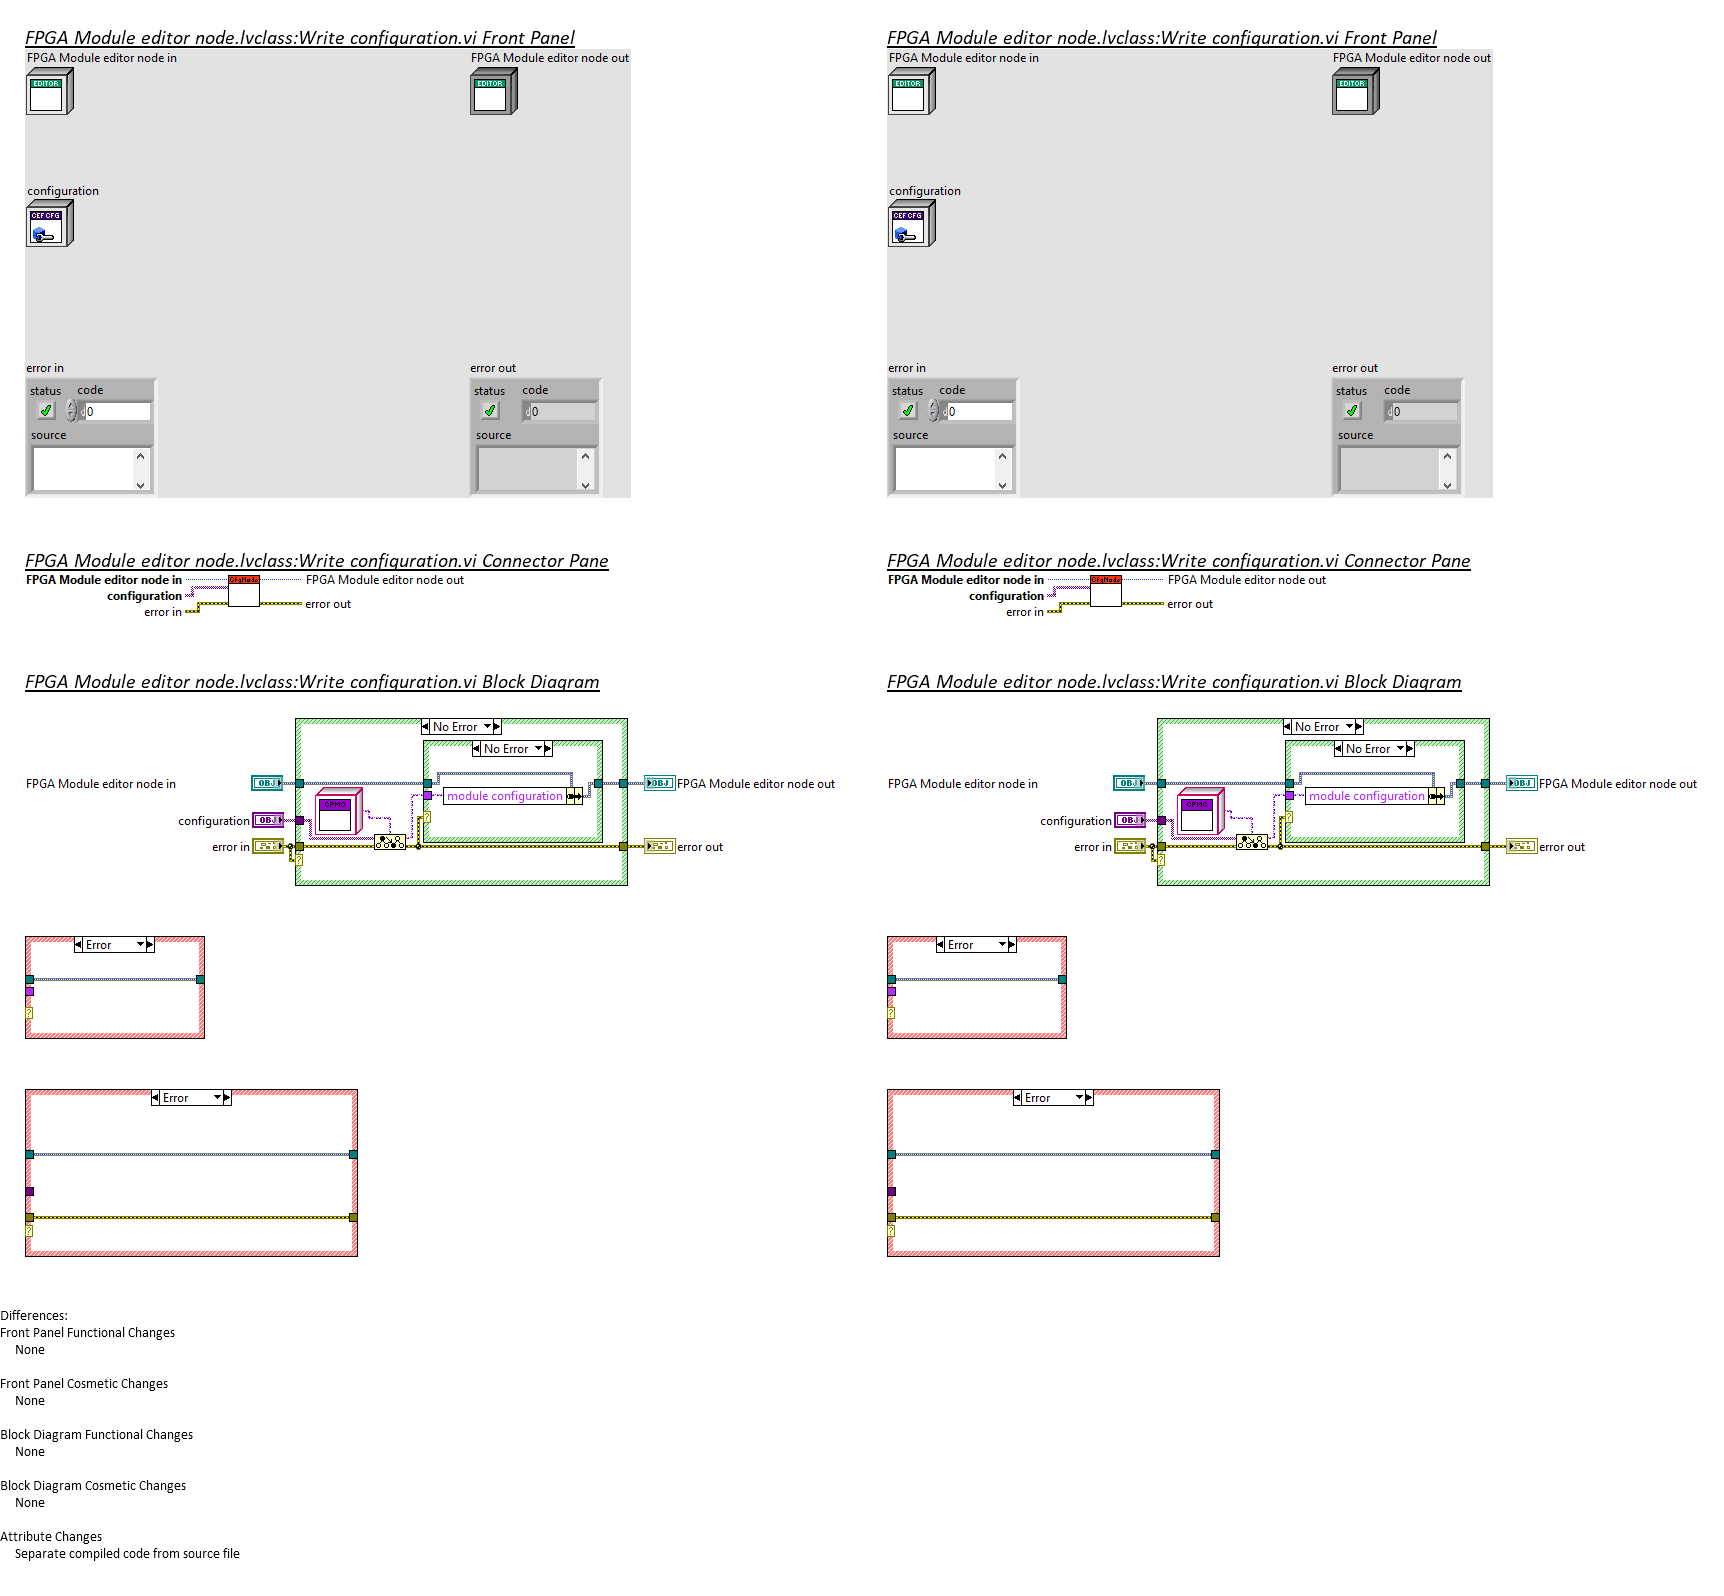 FPGA Module editor node.lvclass:Write configuration.vi Front Panel
FPGA Module editor node in
FPGA Module editor node out
EDITOR
EDITOR
configuration
CEF CFG
error in
error out
status code
0
source
status code
0
source
FPGA Module editor node.lvclass:Write configuration.vi Connector Pane
FPGA Module editor node in
FPGA Module editor node out
CfgNode
configuration
error in
error out
FPGA Module editor node.lvclass:Write configuration.vi Block Diagram
No Error
No Error
FPGA Module editor node in
OBJ
OBJ
FPGA Module editor node out
module configuration
configuration
OBJ
error in
?
?
error out
Error
?
Error
?
FPGA Module editor node.lvclass:Write configuration.vi Front Panel
FPGA Module editor node in
FPGA Module editor node out
EDITOR
EDITOR
configuration
CEF CFG
error in
error out
status code
0
source
status code
0
source
FPGA Module editor node.lvclass:Write configuration.vi Connector Pane
FPGA Module editor node in
FPGA Module editor node out
CfgNode
configuration
error in
error out
FPGA Module editor node.lvclass:Write configuration.vi Block Diagram
No Error
No Error
FPGA Module editor node in
OBJ
OBJ
FPGA Module editor node out
module configuration
configuration
OBJ
error in
?
?
error out
Error
?
Error
?
Differences:
Front Panel Functional Changes
None
Front Panel Cosmetic Changes
None
Block Diagram Functional Changes
None
Block Diagram Cosmetic Changes
None
Attribute Changes
Separate compiled code from source file